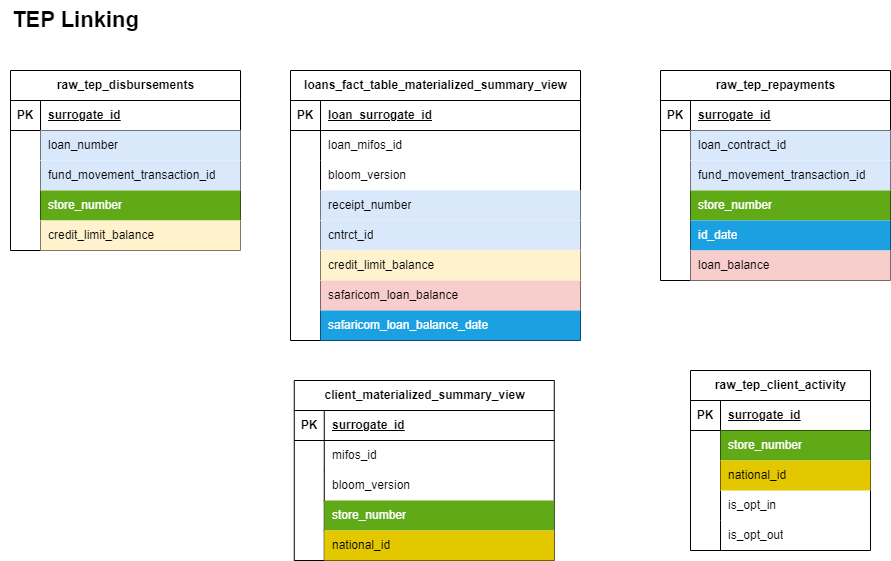 TEP Linking
raw_tep_disbursements
PK surrogate_id
loan_number
fund_movement_transaction_id
store_number
credit_limit_balance
loans_fact_table_materialized_summary_view
PK loan_surrogate_id
loan_mifos_id
bloom_version
receipt_number
cntrct_id
credit_limit_balance
safaricom_loan_balance
safaricom_loan_balance_date
raw_tep_repayments
PK surrogate_id
loan_contract_id
fund_movement_transaction_id
store_number
id_date
loan_balance
client_materialized_summary_view
PK surrogate_id
mifos_id
bloom_version
store_number
national_id
raw_tep_client_activity
PK surrogate_id
store_number
national_id
is_opt_in
is_opt_out